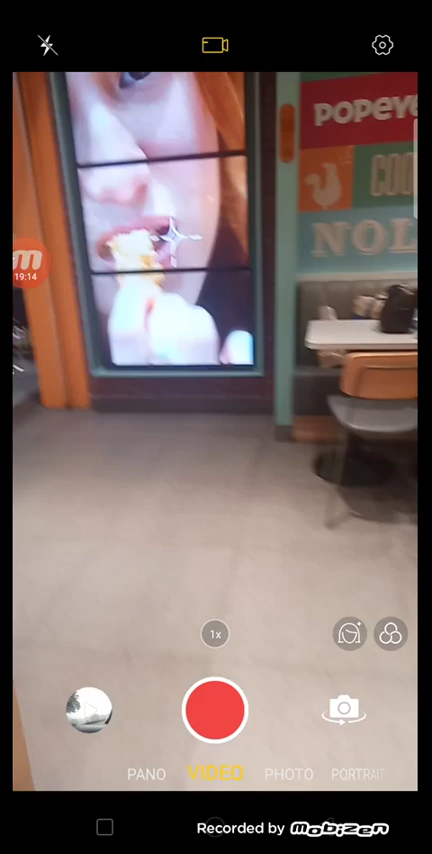 POPEYE
COO
NOL
m
19:14
1x
PANO VIDEO PHOTO PORTRAIT
Recorded by Mobizen